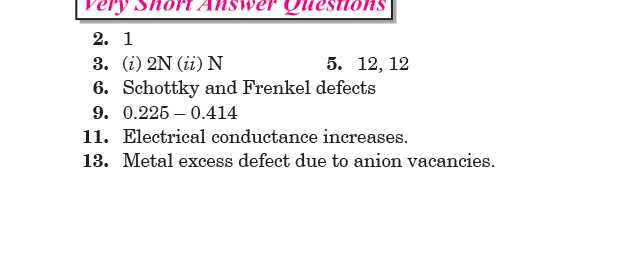 Very Short Answer Questions
2. 1
3. (i) 2N (ii) N 5. 12, 12
6. Schottky and Frenkel defects
9. 0.225 – 0.414
11. Electrical conductance increases.
13. Metal excess defect due to anion vacancies.